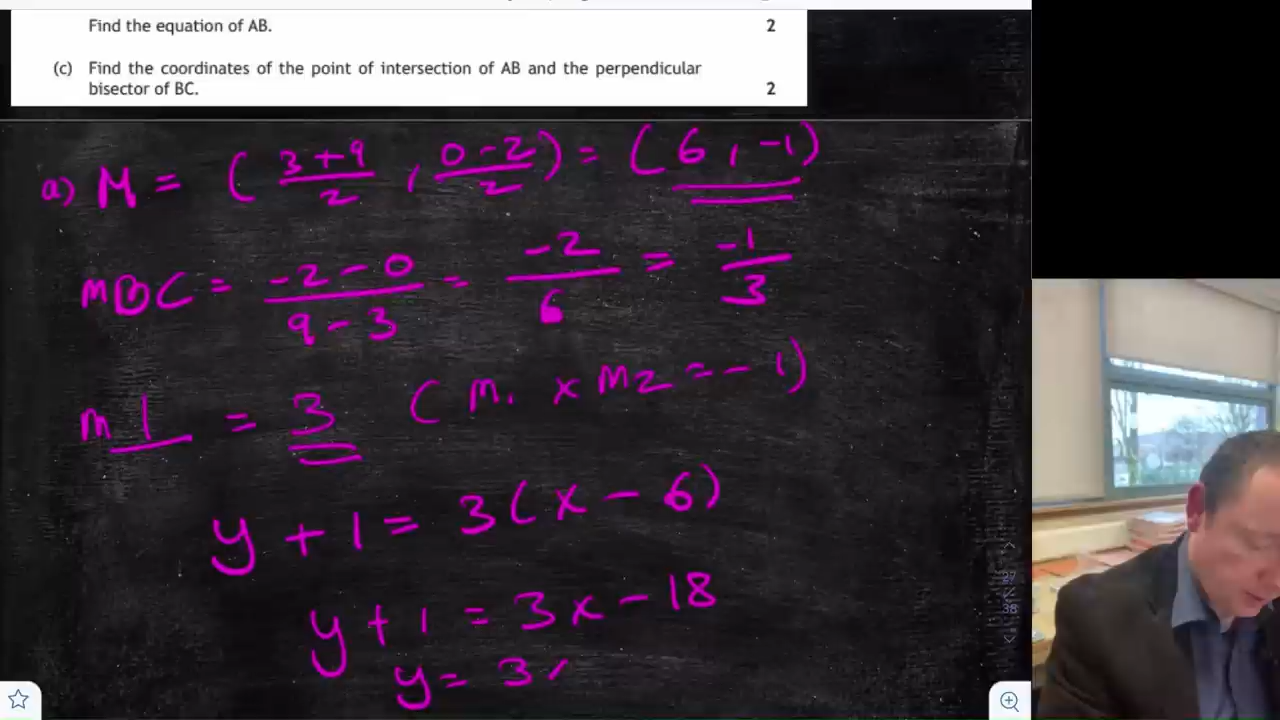 Find the equation of AB. 2
(c) Find the coordinates of the point of intersection of AB and the perpendicular
bisector of BC. 2
a) M = ( 3+9/2 , 0-2/2 ) = (6, -1)
mBC = -2-0/9-3 = -2/6 = -1/3
m⊥ = 3 (m₁ x m₂ = -1)
y + 1 = 3(x - 6)
y + 1 = 3x - 18
y = 3